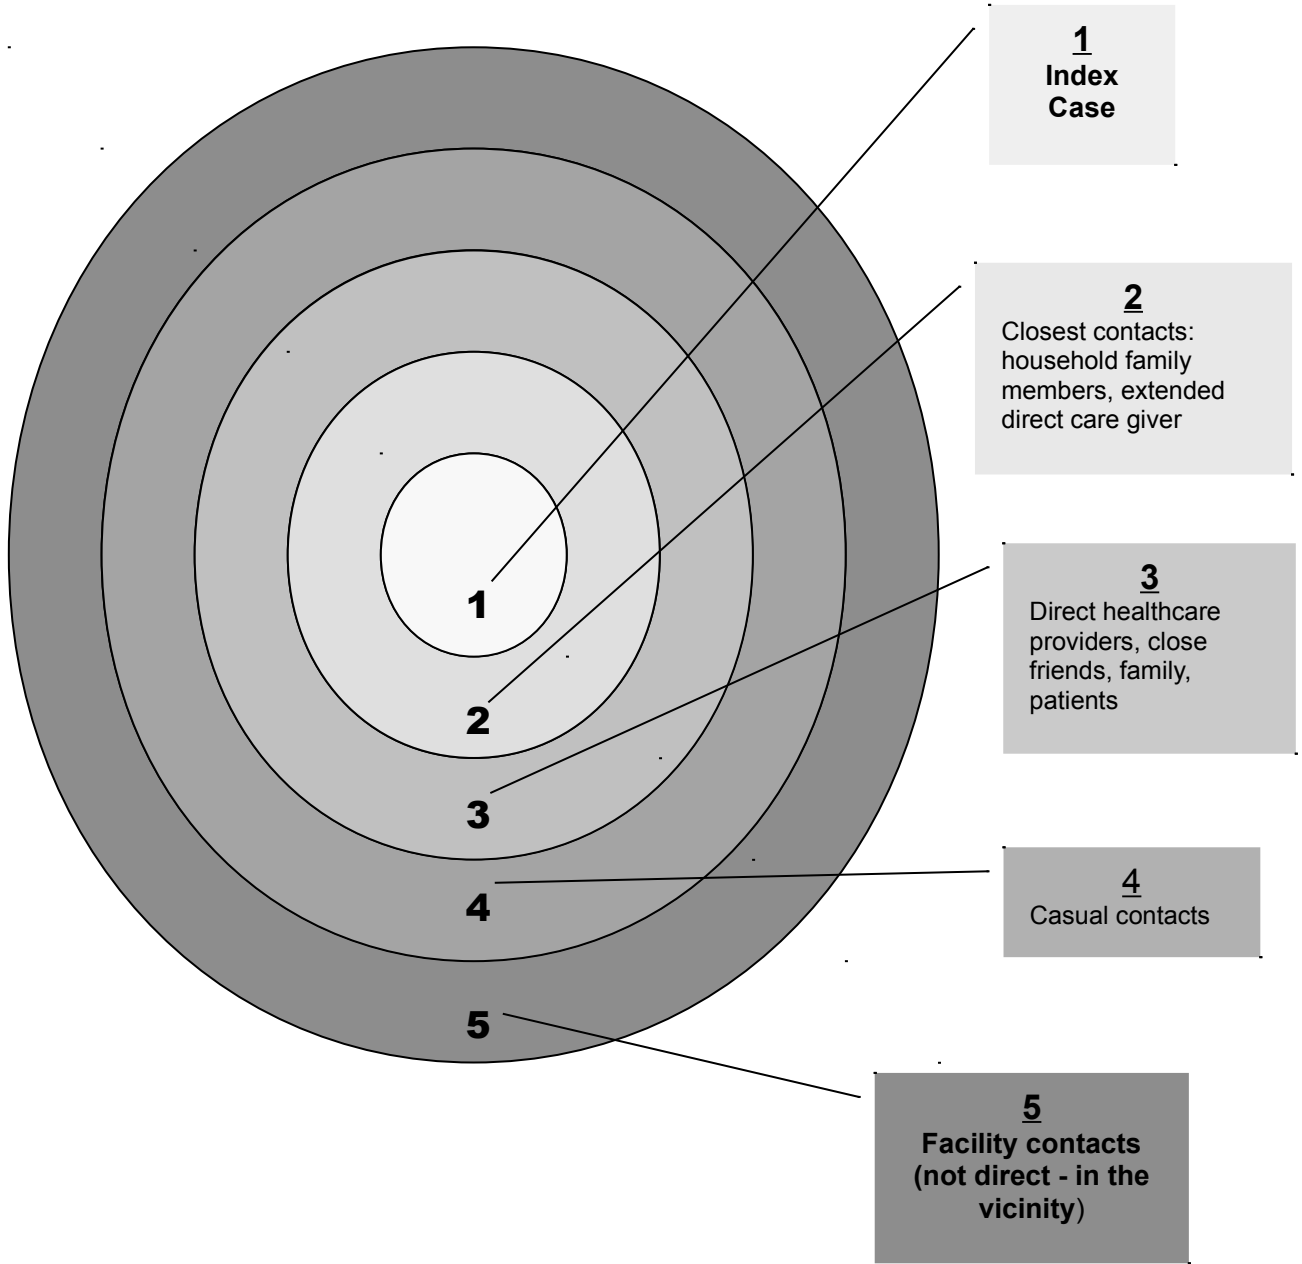 1
Index
Case
2
Closest contacts:
household family
members, extended
direct care giver
3
Direct healthcare
providers, close
friends, family,
patients
4
Casual contacts
5
Facility contacts
(not direct - in the
vicinity)
1
2
3
4
5